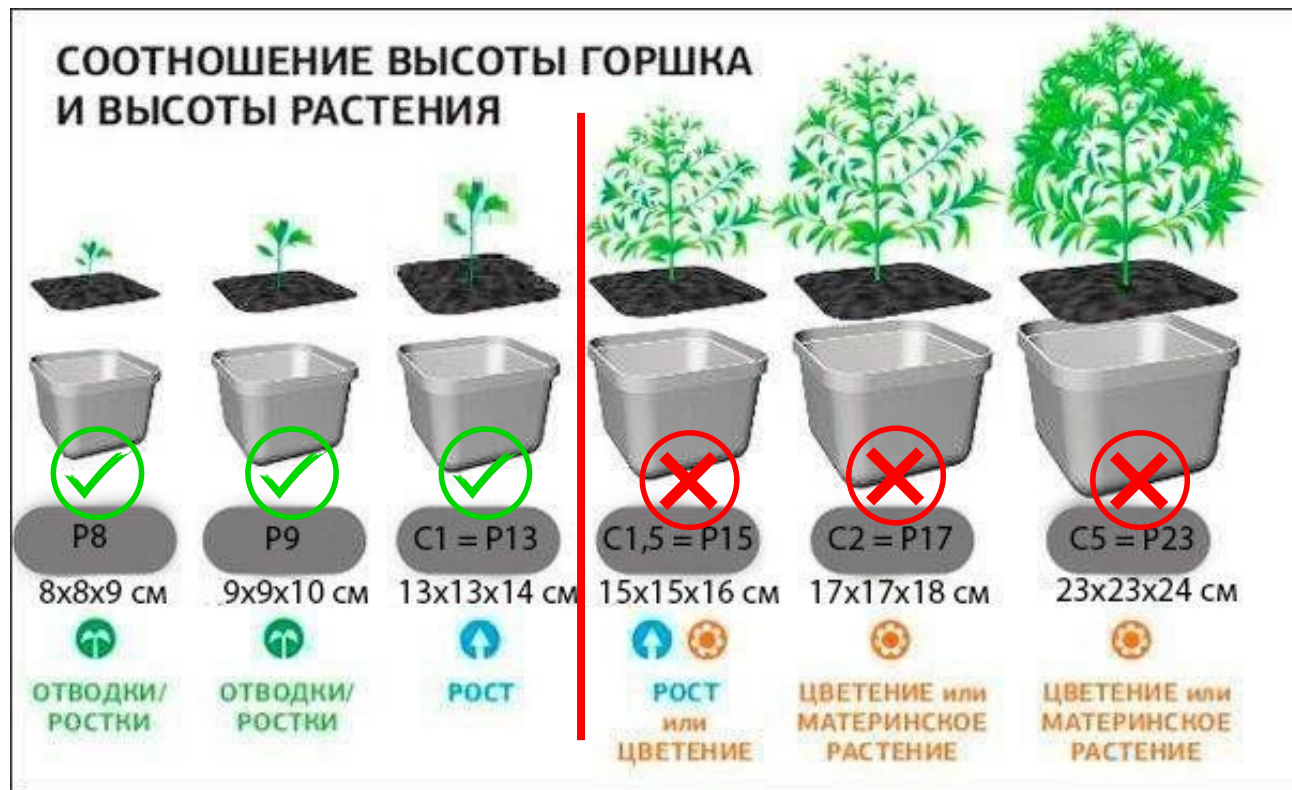 СООТНОШЕНИЕ ВЫСОТЫ ГОРШКА
И ВЫСОТЫ РАСТЕНИЯ
P8
P9
C1 = P13
C1,5 = P15
C2 = P17
C5 = P23
8x8x9 см
9x9x10 см
13x13x14 см
15x15x16 см
17x17x18 см
23x23x24 см
ОТВОДКИ/
РОСТКИ
ОТВОДКИ/
РОСТКИ
РОСТ
РОСТ
или
ЦВЕТЕНИЕ
ЦВЕТЕНИЕ или
МАТЕРИНСКОЕ
РАСТЕНИЕ
ЦВЕТЕНИЕ или
МАТЕРИНСКОЕ
РАСТЕНИЕ